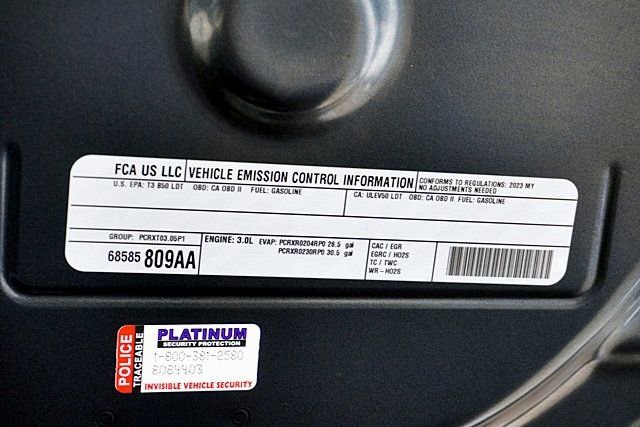 FCA US LLC VEHICLE EMISSION CONTROL INFORMATION CONFORMS TO REGULATIONS: 2023 MY
NO ADJUSTMENTS NEEDED
U.S. EPA: T3 B50 LDT OBD: CA OBD II FUEL: GASOLINE CA: ULEV50 LDT OBD: CA OBD II FUEL: GASOLINE
GROUP: PCRXT03.05P1
68585 809AA
ENGINE: 3.0L EVAP: PCRXR0204RP0 26.5 gal
PCRXR0230RP0 30.5 gal
CAC / EGR
EGRC / HO2S
TC / TWC
WR-HO2S
POLICE
TRACEABLE
PLATINUM
SECURITY PROTECTION
1-800-381-2580
8084403
INVISIBLE VEHICLE SECURITY